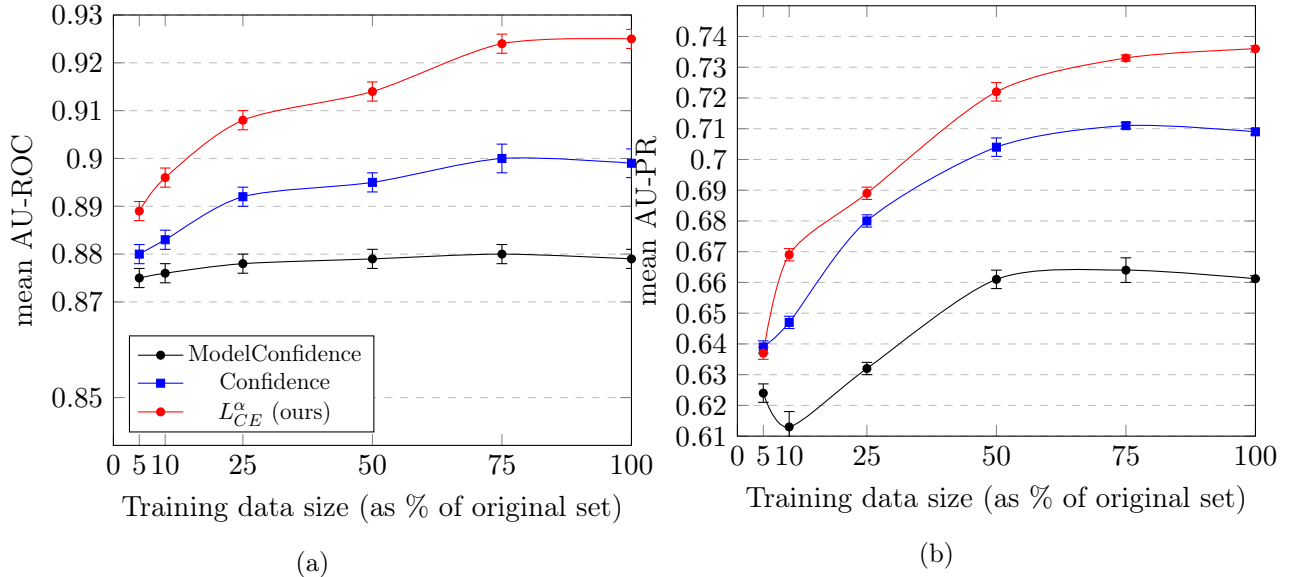 0.93
0.92
0.91
0.9
0.89
0.88
0.87
0.85
mean AU-ROC
ModelConfidence
Confidence
L^α_CE (ours)
0 5 10 25 50 75 100
Training data size (as % of original set)
(a)
0.74
0.73
0.72
0.71
0.7
0.69
0.68
0.67
0.66
0.65
0.64
0.63
0.62
0.61
mean AU-PR
0 5 10 25 50 75 100
Training data size (as % of original set)
(b)